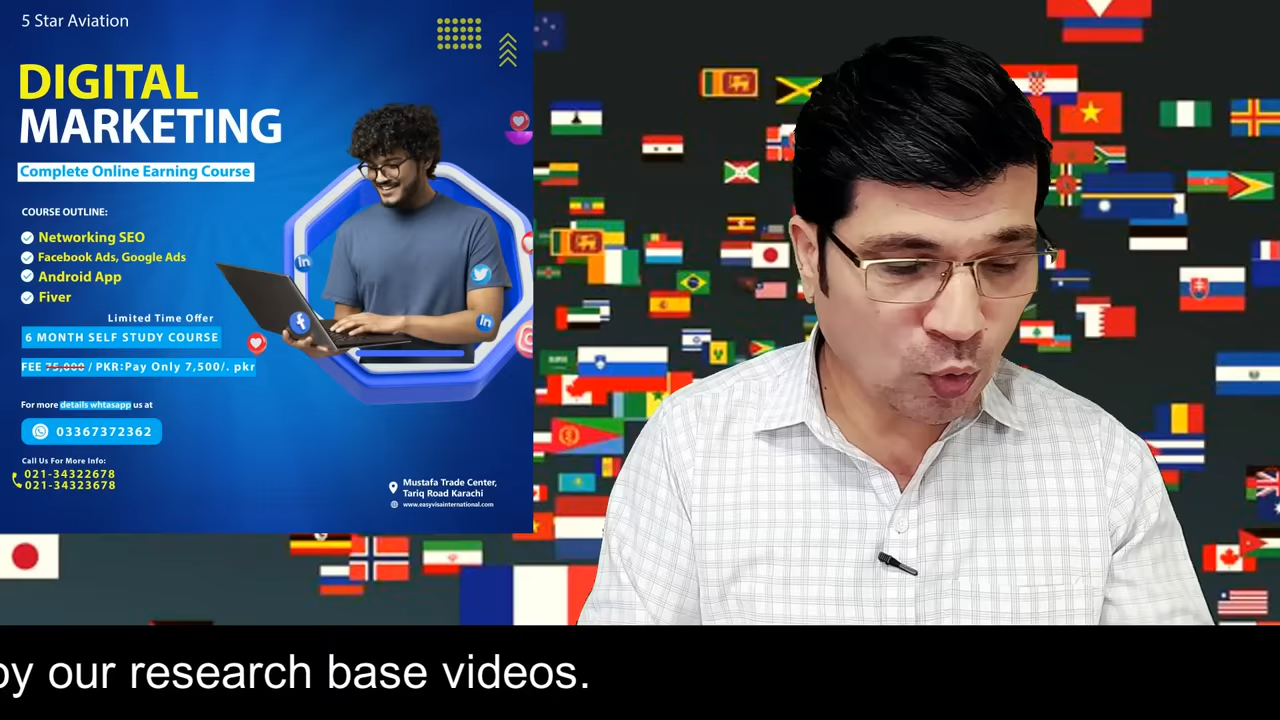 5 Star Aviation
DIGITAL
MARKETING
Complete Online Earning Course
COURSE OUTLINE:
Networking SEO
Facebook Ads, Google Ads
Android App
Fiver
Limited Time Offer
6 MONTH SELF STUDY COURSE
FEE 75,000 / PKR:Pay Only 7,500/. pkr
For more details whtasapp us at
03367372362
Call Us For More Info:
021-34322678
021-34323678
Mustafa Trade Center,
Tariq Road Karachi
www.easyvisainternational.com
by our research base videos.